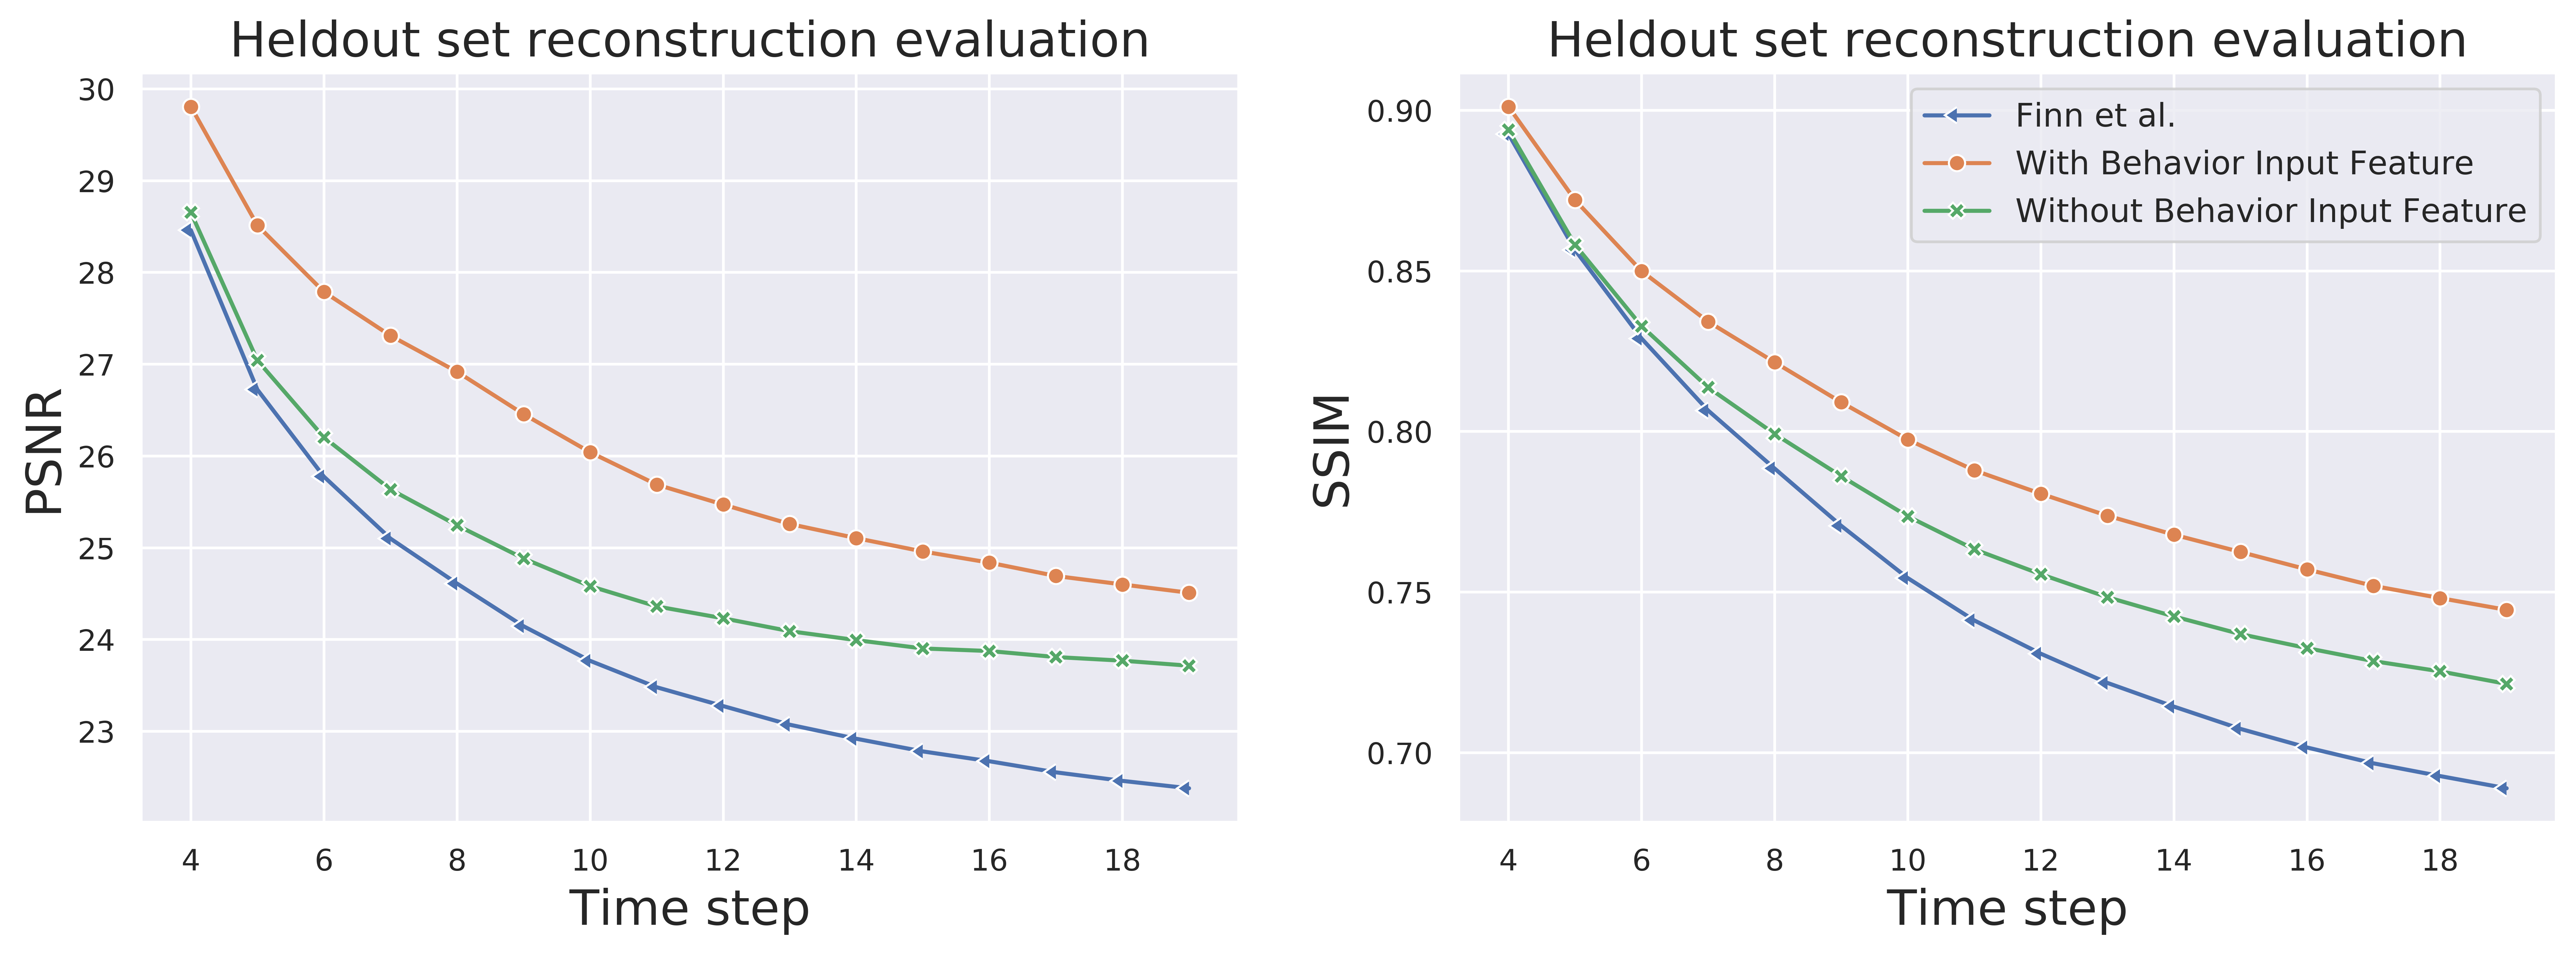 Heldout set reconstruction evaluation
PSNR
30
29
28
27
26
25
24
23
4 6 8 10 12 14 16 18
Time step
Heldout set reconstruction evaluation
SSIM
0.90
0.85
0.80
0.75
0.70
Finn et al.
With Behavior Input Feature
Without Behavior Input Feature
4 6 8 10 12 14 16 18
Time step